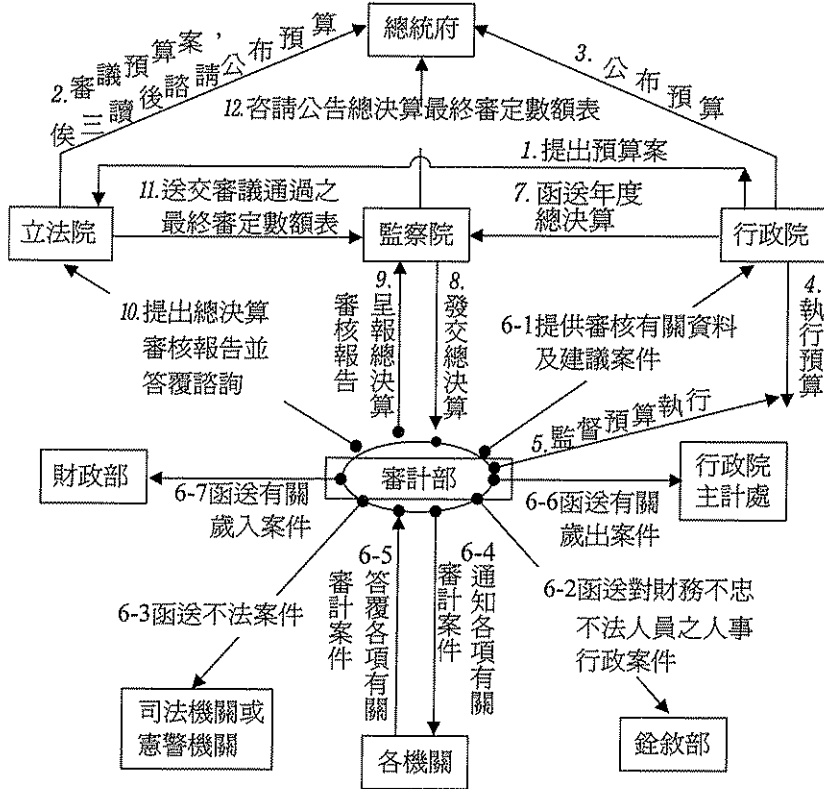 總統府
2.審議預算案，
俟三讀後諮請公布預算
3.公布預算
12.咨請公告總決算最終審定數額表
1.提出預算案
11.送交審議通過之
最終審定數額表
7.函送年度
總決算
立法院
監察院
行政院
10.提出總決算
審核報告並
答覆諮詢
9.呈報總決算
審核報告
8.發交總決算
6-1提供審核有關資料
及建議案件
4.執行預算
5.監督預算執行
財政部
審計部
行政院
主計處
6-7函送有關
歲入案件
6-6函送有關
歲出案件
6-3函送不法案件
6-5答覆各項有關
審計案件
6-4通知各項有關
審計案件
6-2函送對財務不忠
不法人員之人事
行政案件
司法機關或
憲警機關
各機關
銓敘部